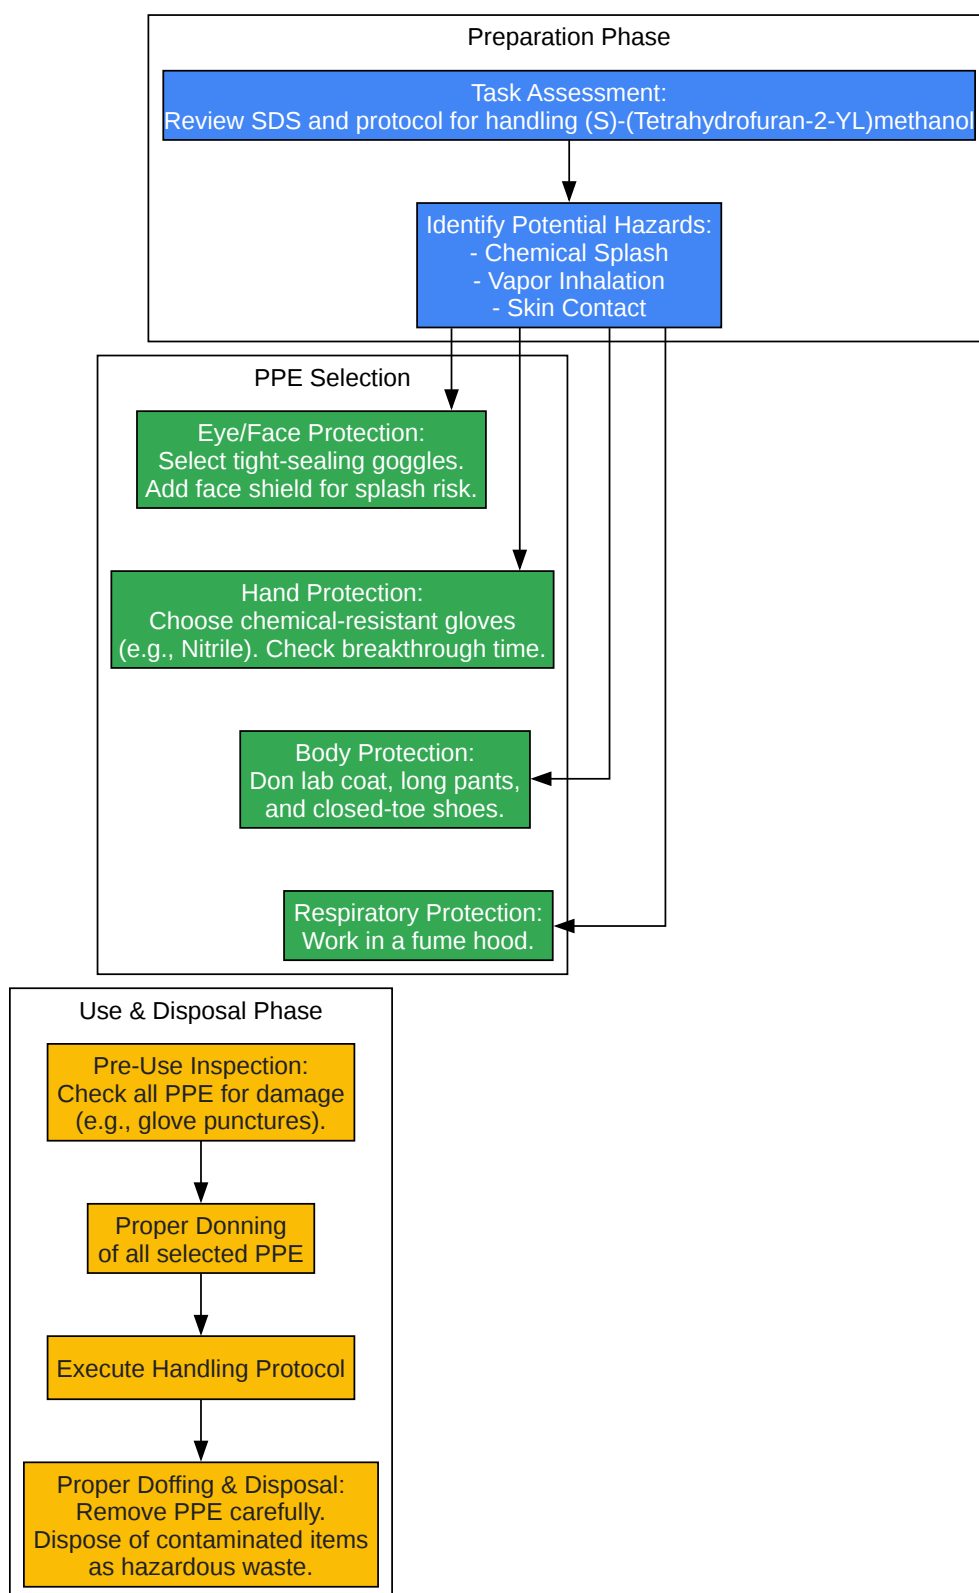 Preparation Phase
Task Assessment:
Review SDS and protocol for handling (S)-(Tetrahydrofuran-2-YL)methanol
Identify Potential Hazards:
- Chemical Splash
- Vapor Inhalation
- Skin Contact
PPE Selection
Eye/Face Protection:
Select tight-sealing goggles.
Add face shield for splash risk.
Hand Protection:
Choose chemical-resistant gloves
(e.g., Nitrile). Check breakthrough time.
Body Protection:
Don lab coat, long pants,
and closed-toe shoes.
Respiratory Protection:
Work in a fume hood.
Use & Disposal Phase
Pre-Use Inspection:
Check all PPE for damage
(e.g., glove punctures).
Proper Donning
of all selected PPE
Execute Handling Protocol
Proper Doffing & Disposal:
Remove PPE carefully.
Dispose of contaminated items
as hazardous waste.